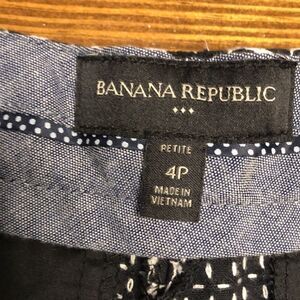 BANANA REPUBLIC
PETITE
4P
MADE IN
VIETNAM